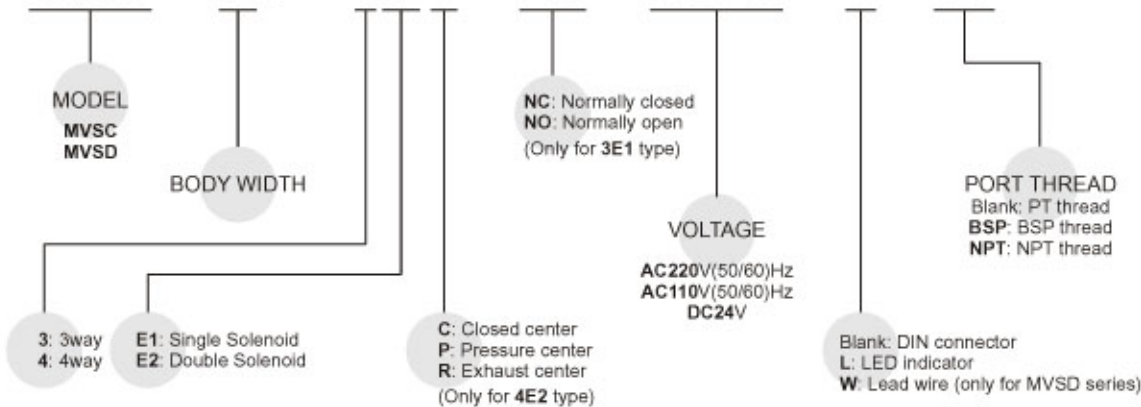 MODEL
MVSC
MVSD
BODY WIDTH
3: 3way
4: 4way
E1: Single Solenoid
E2: Double Solenoid
C: Closed center
P: Pressure center
R: Exhaust center
(Only for 4E2 type)
NC: Normally closed
NO: Normally open
(Only for 3E1 type)
VOLTAGE
AC220V(50/60)Hz
AC110V(50/60)Hz
DC24V
Blank: DIN connector
L: LED indicator
W: Lead wire (only for MVSD series)
PORT THREAD
Blank: PT thread
BSP: BSP thread
NPT: NPT thread